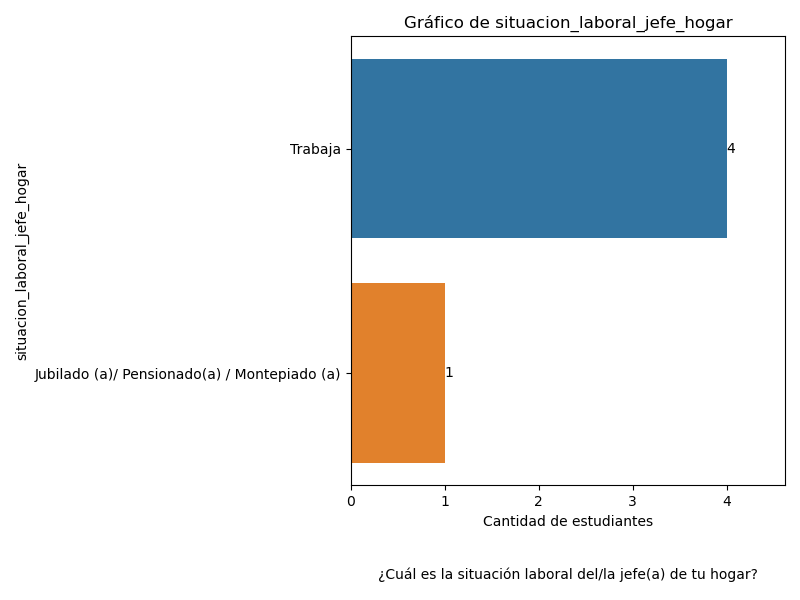 Gráfico de situacion_laboral_jefe_hogar
situacion_laboral_jefe_hogar
Trabaja
4
Jubilado (a)/ Pensionado(a) / Montepiado (a)
1
0 1 2 3 4
Cantidad de estudiantes
¿Cuál es la situación laboral del/la jefe(a) de tu hogar?